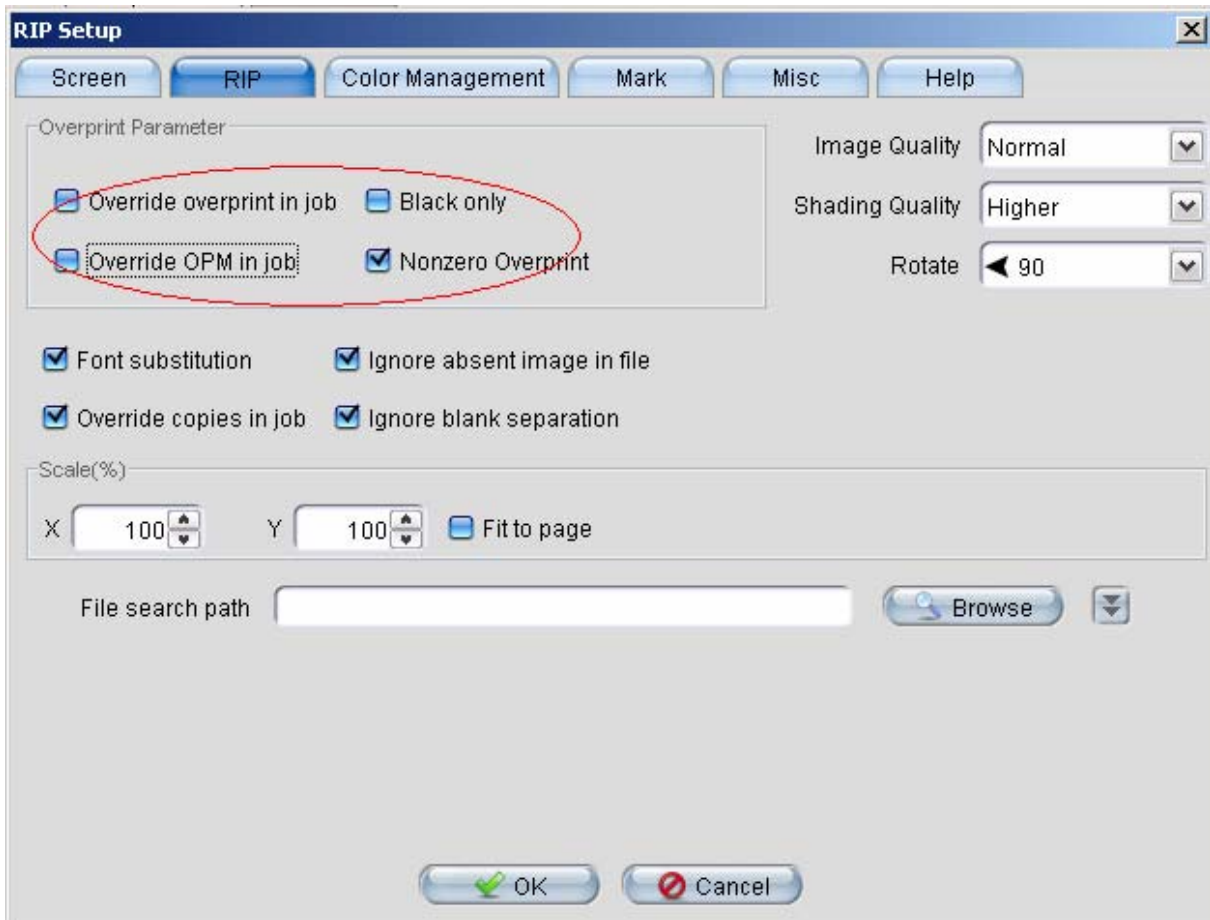 RIP Setup
Screen RIP Color Management Mark Misc Help
Overprint Parameter
Image Quality Normal
Override overprint in job Black only
Shading Quality Higher
Override OPM in job Nonzero Overprint
Rotate 90
Font substitution Ignore absent image in file
Override copies in job Ignore blank separation
Scale(%)
X 100 Y 100 Fit to page
File search path Browse
OK Cancel